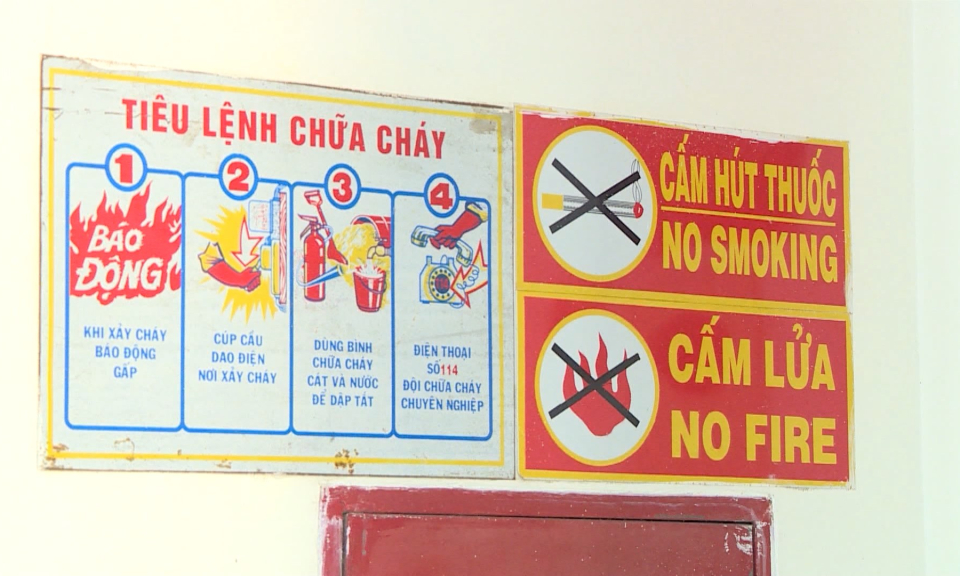 TIÊU LỆNH CHỮA CHÁY
1
BÁO
ĐỘNG
KHI XẢY CHÁY
BÁO ĐỘNG
GẤP
2
CÚP CẦU
DAO ĐIỆN
NƠI XẢY CHÁY
3
DÙNG BÌNH
CHỮA CHÁY
CÁT VÀ NƯỚC
ĐỂ DẬP TẮT
4
ĐIỆN THOẠI
SỐ114
ĐỘI CHỮA CHÁY
CHUYÊN NGHIỆP
CẤM HÚT THUỐC
NO SMOKING
CẤM LỬA
NO FIRE